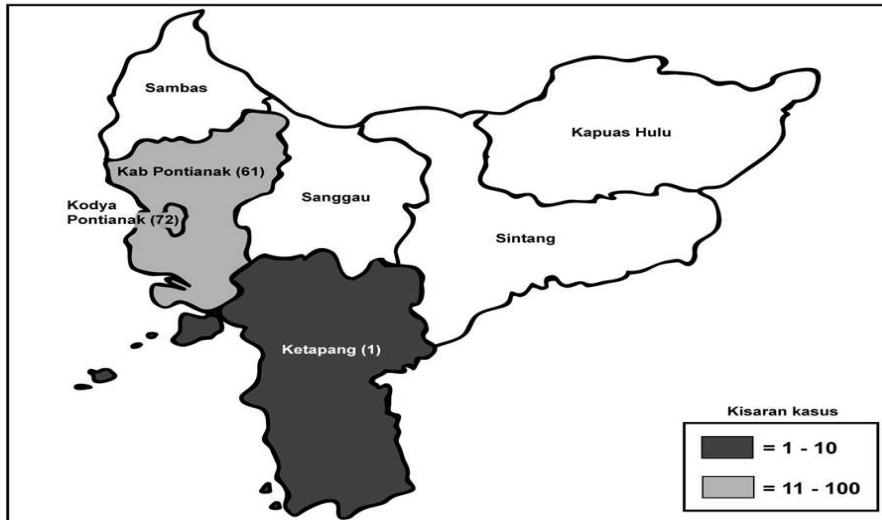 Sambas
Kapuas Hulu
Kab Pontianak (61)
Sanggau
Kodya
Pontianak (72)
Sintang
Ketapang (1)
Kisaran kasus
= 1 - 10
= 11 - 100